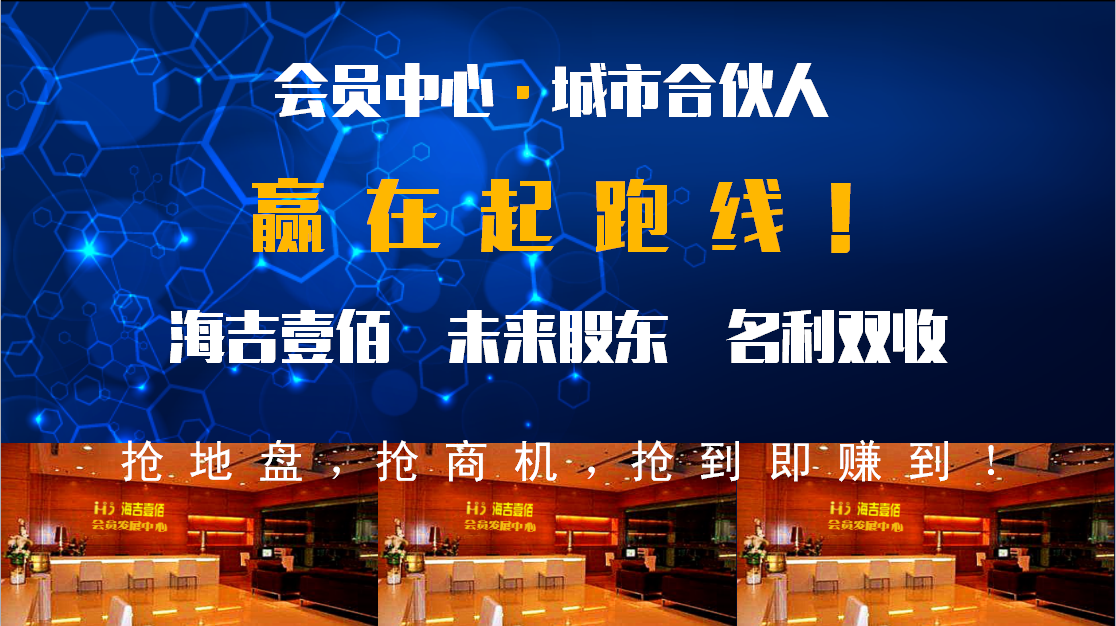 会员中心·城市合伙人
赢在起跑线！
海吉壹佰 未来股东 名利双收
抢地盘，抢商机，抢到即赚到！
海吉壹佰
会员发展中心
海吉壹佰
会员发展中心
海吉壹佰
会员发展中心